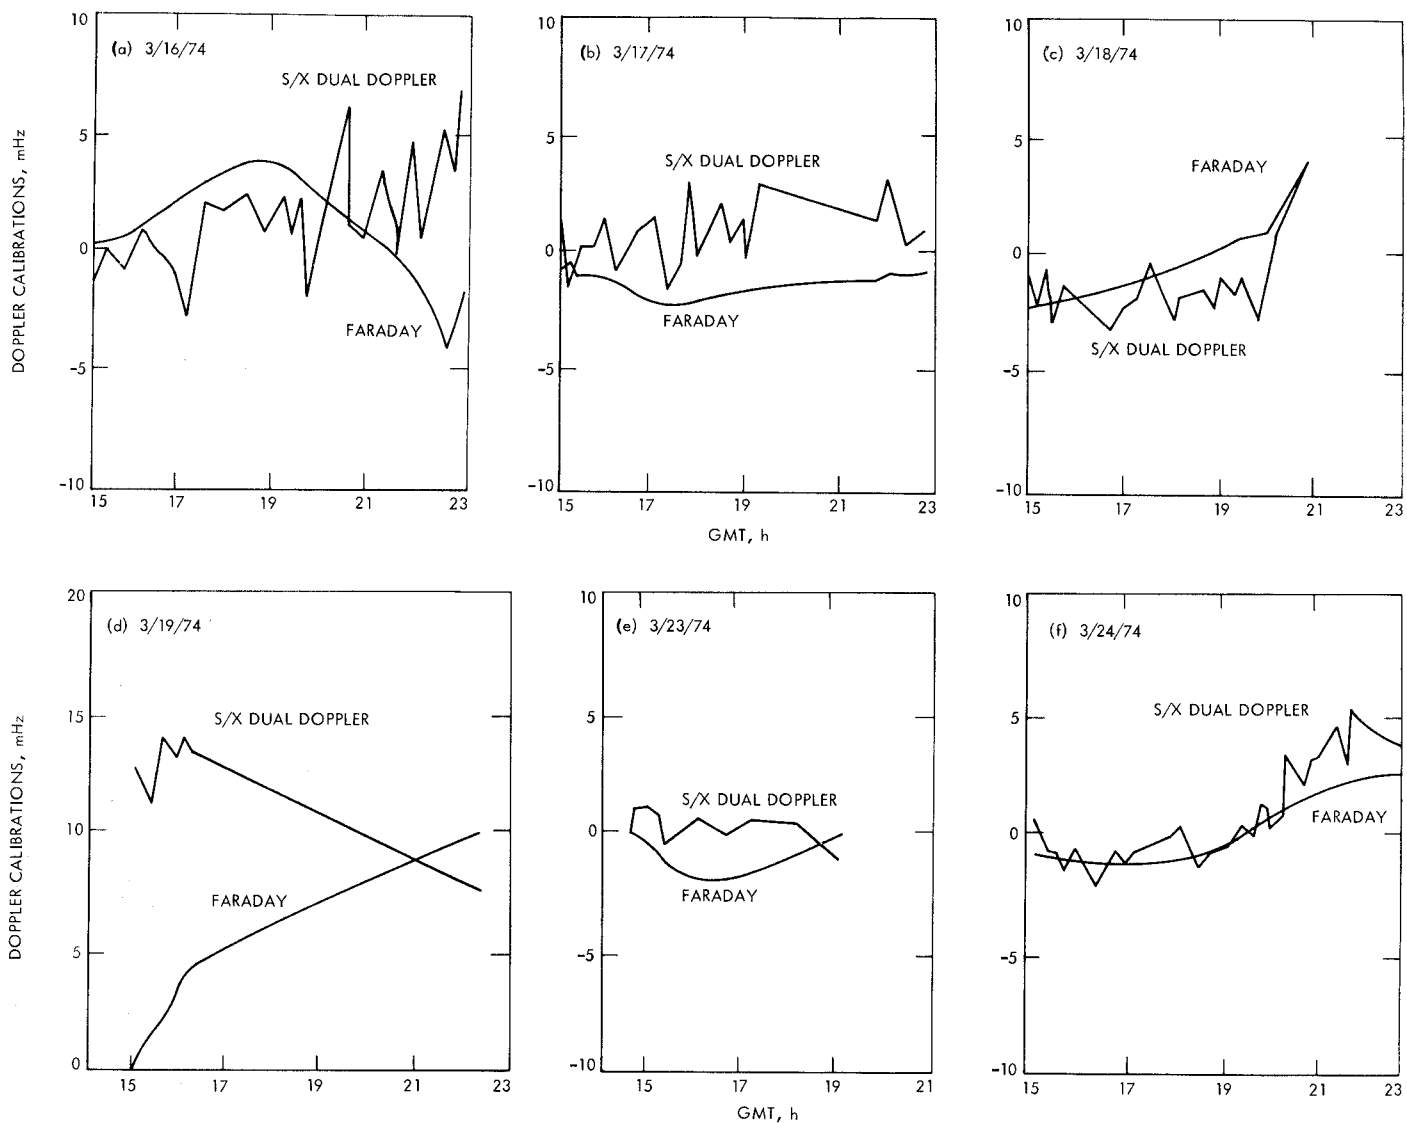 DOPPLER CALIBRATIONS, mHz
(a) 3/16/74
S/X DUAL DOPPLER
FARADAY
10
5
0
-5
-10
15 17 19 21 23
(b) 3/17/74
S/X DUAL DOPPLER
FARADAY
10
5
0
-5
-10
15 17 19 21 23
GMT, h
(c) 3/18/74
FARADAY
S/X DUAL DOPPLER
10
5
0
-5
-10
15 17 19 21 23
DOPPLER CALIBRATIONS, mHz
(d) 3/19/74
S/X DUAL DOPPLER
FARADAY
20
15
10
5
0
15 17 19 21 23
(e) 3/23/74
S/X DUAL DOPPLER
FARADAY
10
5
0
-5
-10
15 17 19 21
GMT, h
(f) 3/24/74
S/X DUAL DOPPLER
FARADAY
10
5
0
-5
-10
15 17 19 21 23